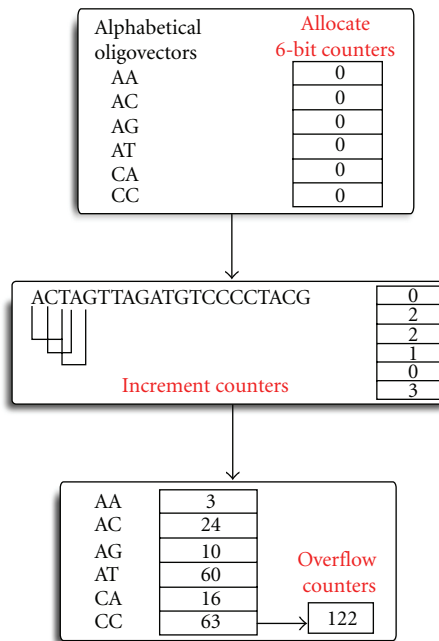 Alphabetical oligovectors
Allocate 6-bit counters
AA 0
AC 0
AG 0
AT 0
CA 0
CC 0
ACTAGTTAGATGTCCCCTACG
0
2
2
1
0
3
Increment counters
AA 3
AC 24
AG 10
AT 60
CA 16
CC 63
Overflow counters
122